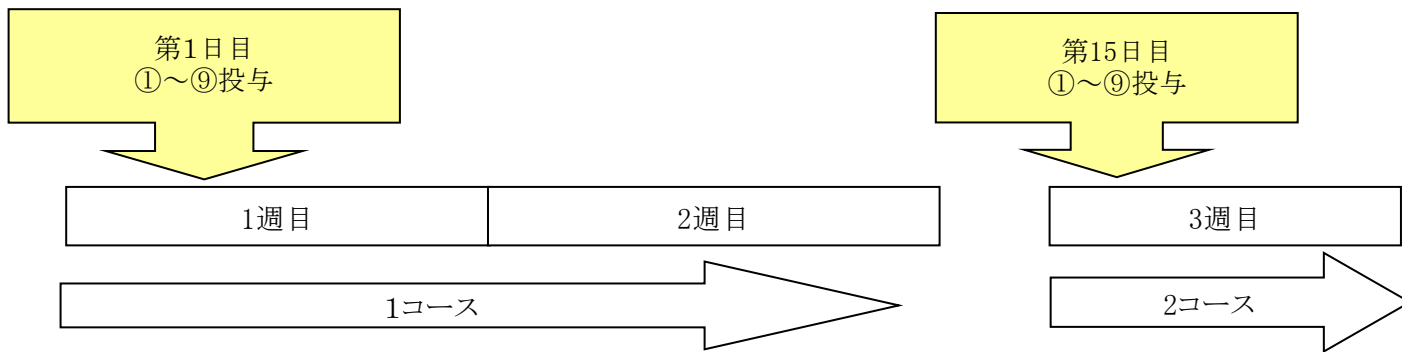 第1日目
①～⑨投与
第15日目
①～⑨投与
1週目
2週目
3週目
1コース
2コース